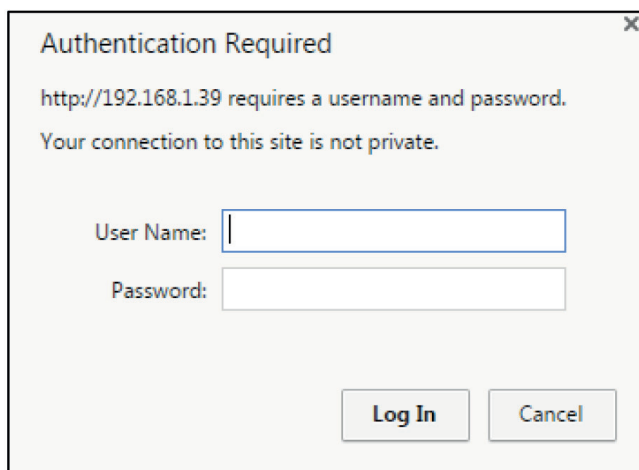 Authentication Required
http://192.168.1.39 requires a username and password.
Your connection to this site is not private.
User Name:
Password:
Log In Cancel